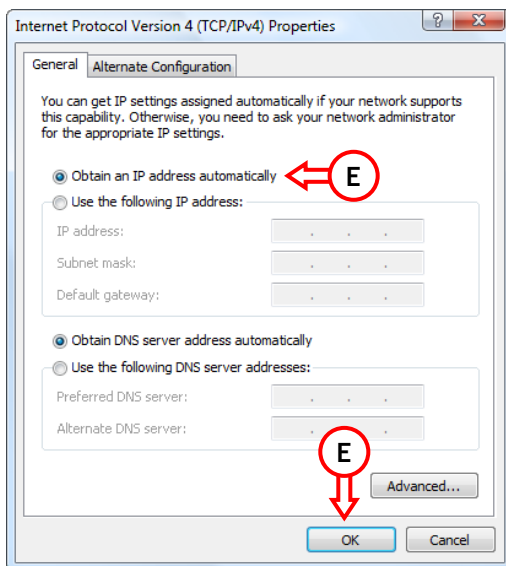 Internet Protocol Version 4 (TCP/IPv4) Properties
General
Alternate Configuration
You can get IP settings assigned automatically if your network supports
this capability. Otherwise, you need to ask your network administrator
for the appropriate IP settings.
Obtain an IP address automatically
E
Use the following IP address:
IP address:
Subnet mask:
Default gateway:
Obtain DNS server address automatically
Use the following DNS server addresses:
Preferred DNS server:
Alternate DNS server:
E
Advanced...
OK
Cancel